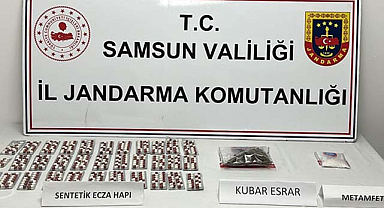 T.C.
SAMSUN VALİLİĞİ
İL JANDARMA KOMUTANLIĞI
JANDARMA
SENTETİK ECZA HAPI
KUBAR ESRAR
METAMFET